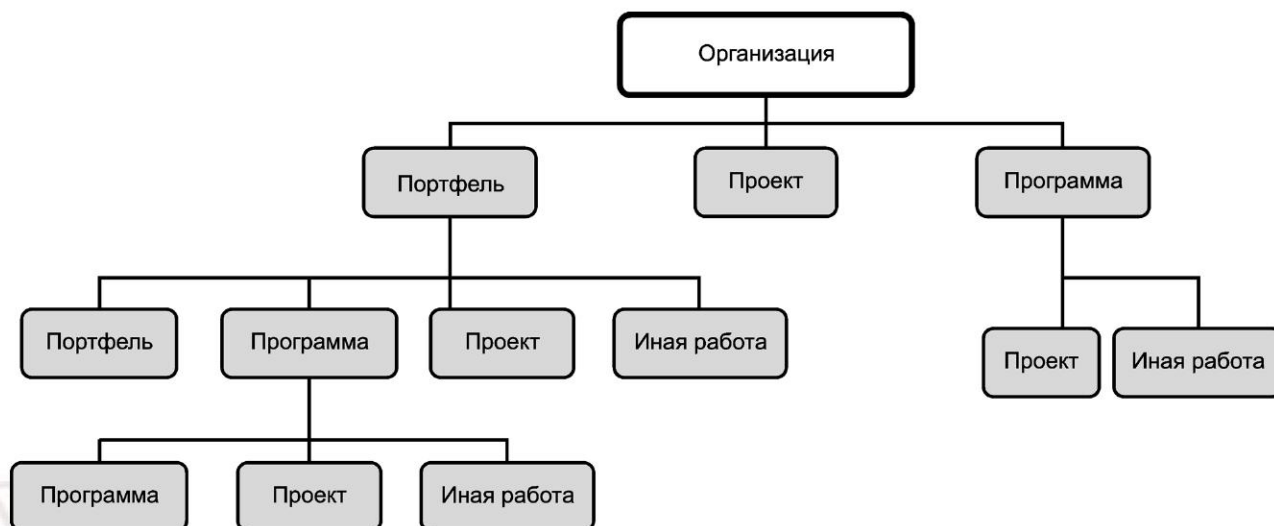 Организация
Портфель
Проект
Программа
Портфель
Программа
Проект
Иная работа
Проект
Иная работа
Программа
Проект
Иная работа